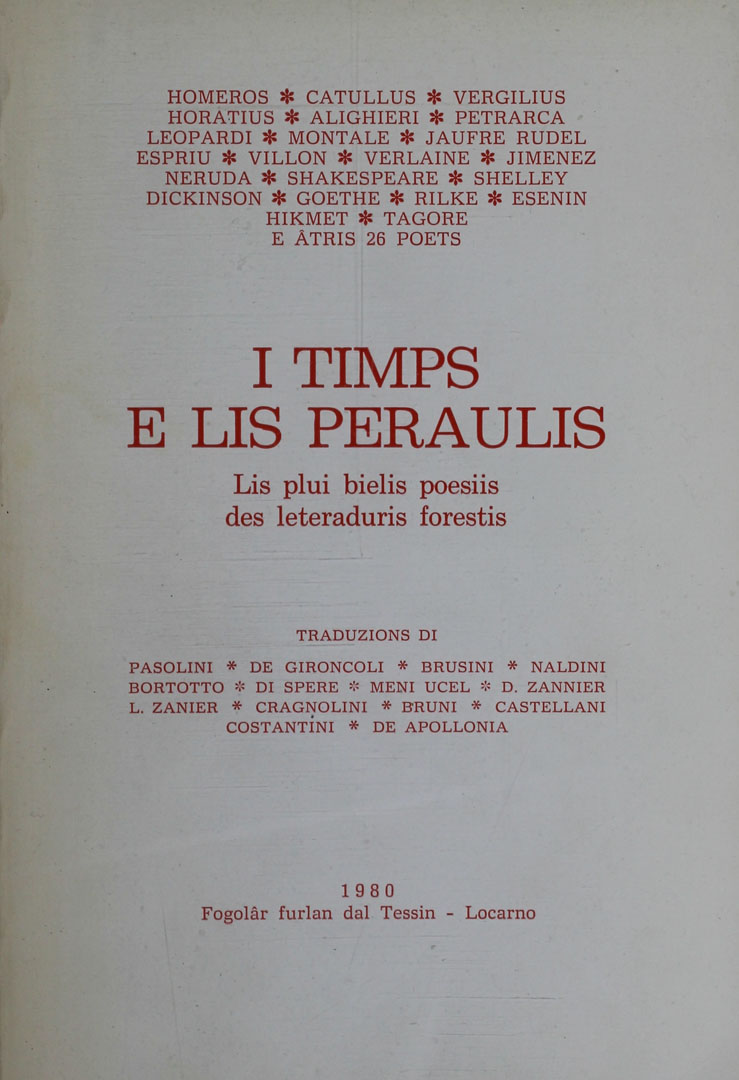 HOMEROS * CATULLUS * VERGILIUS
HORATIUS * ALIGHIERI * PETRARCA
LEOPARDI * MONTALE * JAUFRE RUDEL
ESPRIU * VILLON * VERLAINE * JIMENEZ
NERUDA * SHAKESPEARE * SHELLEY
DICKINSON * GOETHE * RILKE * ESENIN
HIKMET * TAGORE
E ÂTRIS 26 POETS
I TIMPS
E LIS PERAULIS
Lis plui bielis poesiis
des leteraduris forestis
TRADUZIONS DI
PASOLINI * DE GIRONCOLI * BRUSINI * NALDINI
BORTOTTO * DI SPERE * MENI UCEL * D. ZANNIER
L. ZANIER * CRAGNOLINI * BRUNI * CASTELLANI
COSTANTINI * DE APOLLONIA
1980
Fogolâr furlan dal Tessin - Locarno